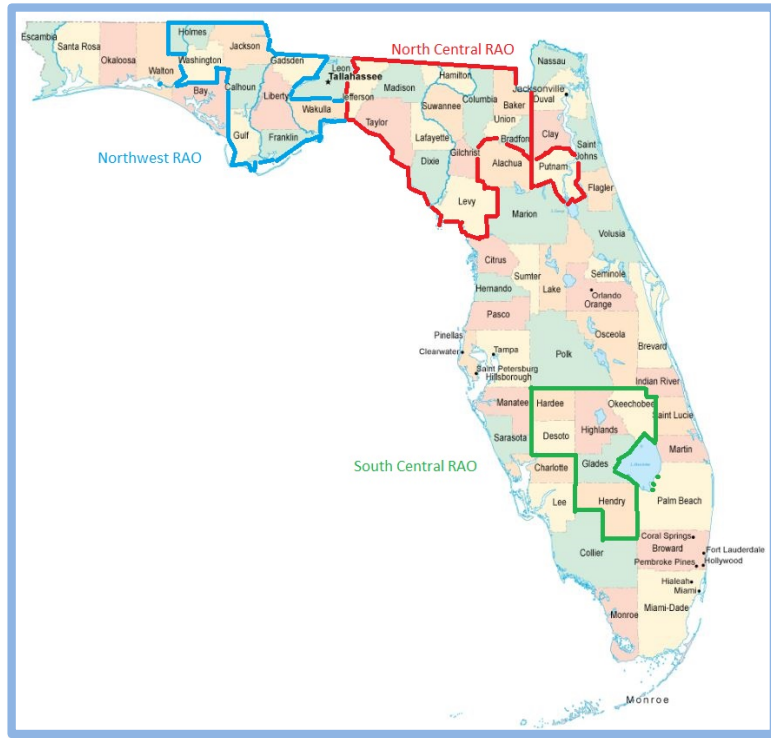 Holmes
Escambia
Santa Rosa
Okaloosa
Walton
Washington
Jackson
Bay
Calhoun
Gadsden
Leon
Tallahassee
Liberty
Wakulla
Jefferson
Gulf
Franklin
Northwest RAO
North Central RAO
Madison
Hamilton
Taylor
Suwannee
Columbia
Lafayette
Dixie
Gilchrist
Baker
Union
Bradford
Alachua
Levy
Nassau
Jacksonville
Duval
Clay
Saint
Johns
Putnam
Flagler
Marion
Volusia
Citrus
Sumter
Lake
Seminole
Orlando
Orange
Hernando
Pasco
Osceola
Brevard
Pinellas
Clearwater
Tampa
Saint Petersburg
Hillsborough
Polk
Indian River
Manatee
Hardee
Okeechobee
Saint Lucie
Highlands
Sarasota
Desoto
Martin
South Central RAO
Charlotte
Glades
Lee
Hendry
Palm Beach
Collier
Coral Springs
Broward
Fort Lauderdale
Hollywood
Pembroke Pines
Hialeah
Miami
Monroe
Miami-Dade
Monroe